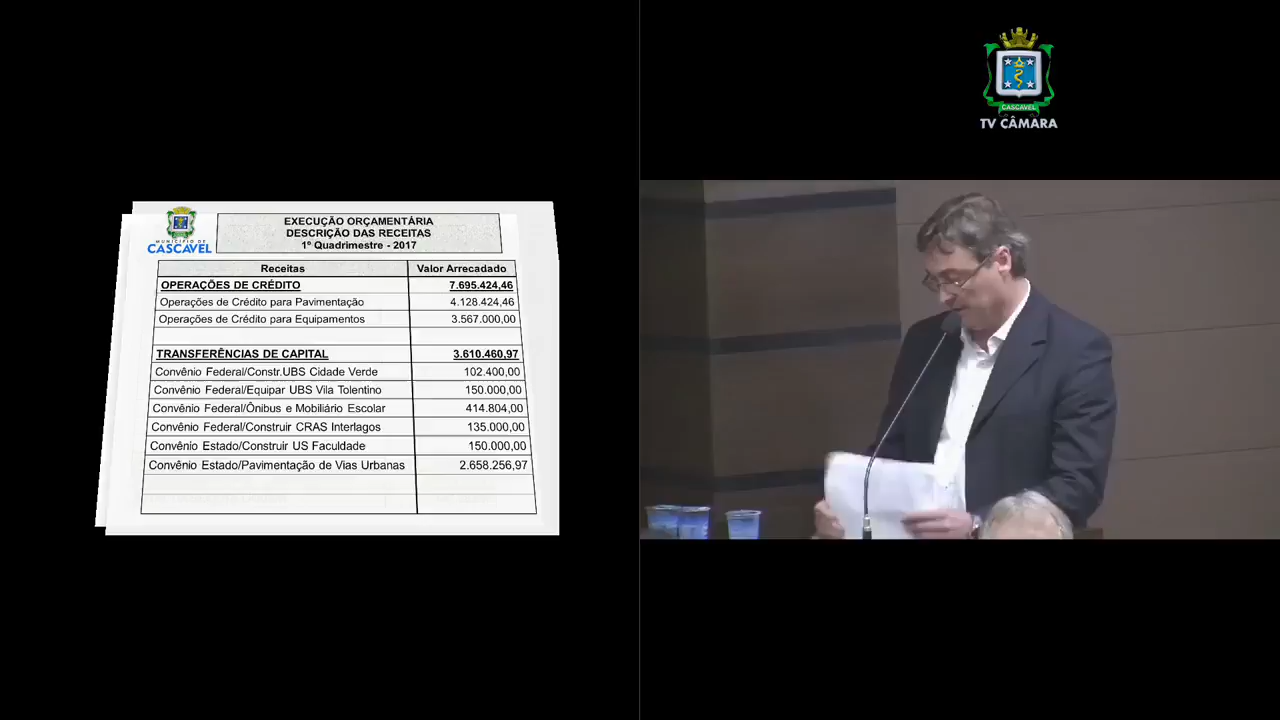 MUNICÍPIO DE
CASCAVEL
EXECUÇÃO ORÇAMENTÁRIA
DESCRIÇÃO DAS RECEITAS
1º Quadrimestre - 2017
Receitas Valor Arrecadado
OPERAÇÕES DE CRÉDITO 7.695.424,46
Operações de Crédito para Pavimentação 4.128.424,46
Operações de Crédito para Equipamentos 3.567.000,00
TRANSFERÊNCIAS DE CAPITAL 3.610.460,97
Convênio Federal/Constr.UBS Cidade Verde 102.400,00
Convênio Federal/Equipar UBS Vila Tolentino 150.000,00
Convênio Federal/Ônibus e Mobiliário Escolar 414.804,00
Convênio Federal/Construir CRAS Interlagos 135.000,00
Convênio Estado/Construir US Faculdade 150.000,00
Convênio Estado/Pavimentação de Vias Urbanas 2.658.256,97
CASCAVEL
TV CÂMARA